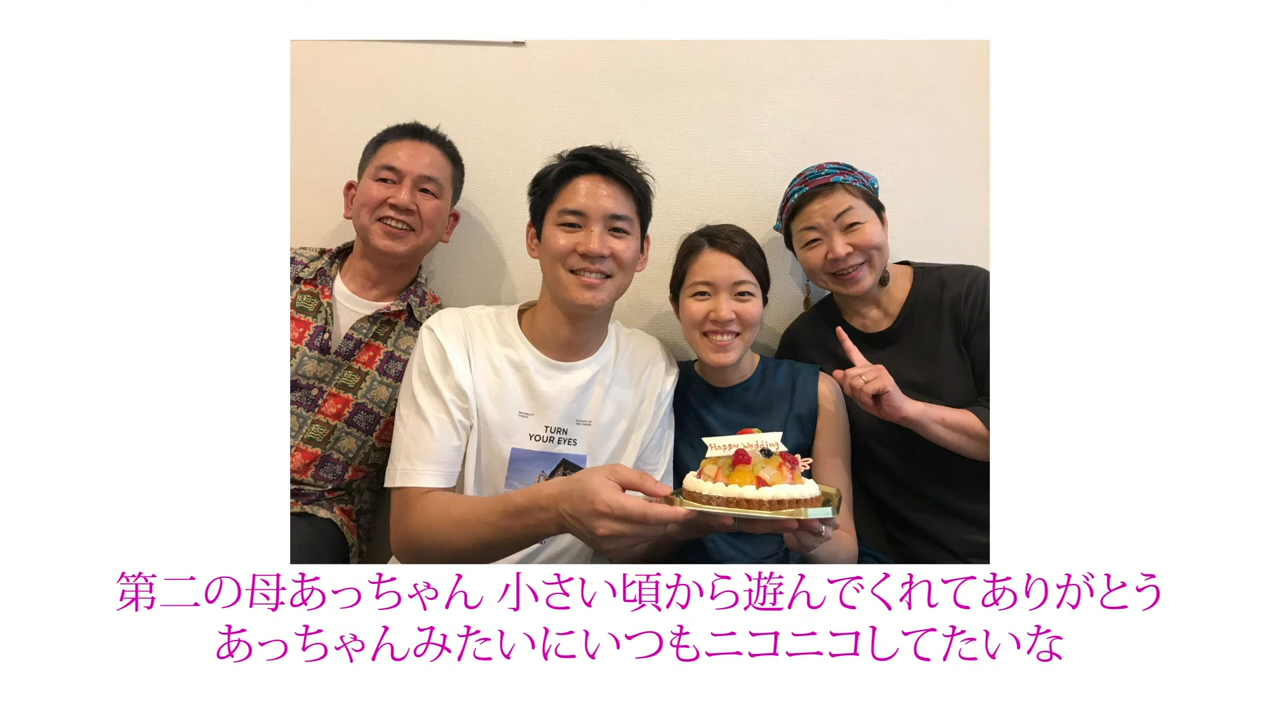 TURN
YOUR EYES
Happy Wedding
第二の母あっちゃん 小さい頃から遊んでくれてありがとう
あっちゃんみたいにいつもニコニコしてたいな